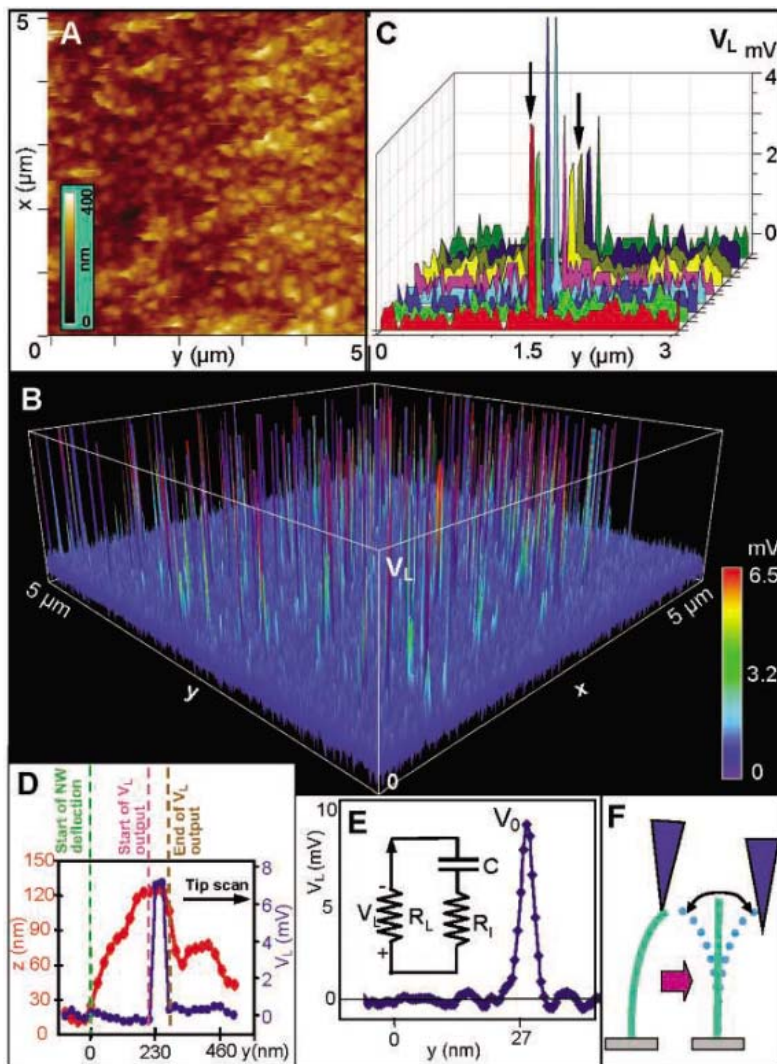 A
5
x (µm)
400
nm
0
0
y (µm)
5
C
V_L mV
4
2
0
0
1.5
y (µm)
3
B
V_L
5 µm
5 µm
y
x
0
mV
6.5
3.2
0
D
Start of NW
deflection
Start of V_L
output
End of V_L
output
Tip scan
150
120
90
60
30
0
z(nm)
8
6
4
2
0
V_L (mV)
0
230
460
y(nm)
E
10
V_0
V_L (mV)
5
0
C
-
V_L
+
R_L
R_I
0
27
y (nm)
F